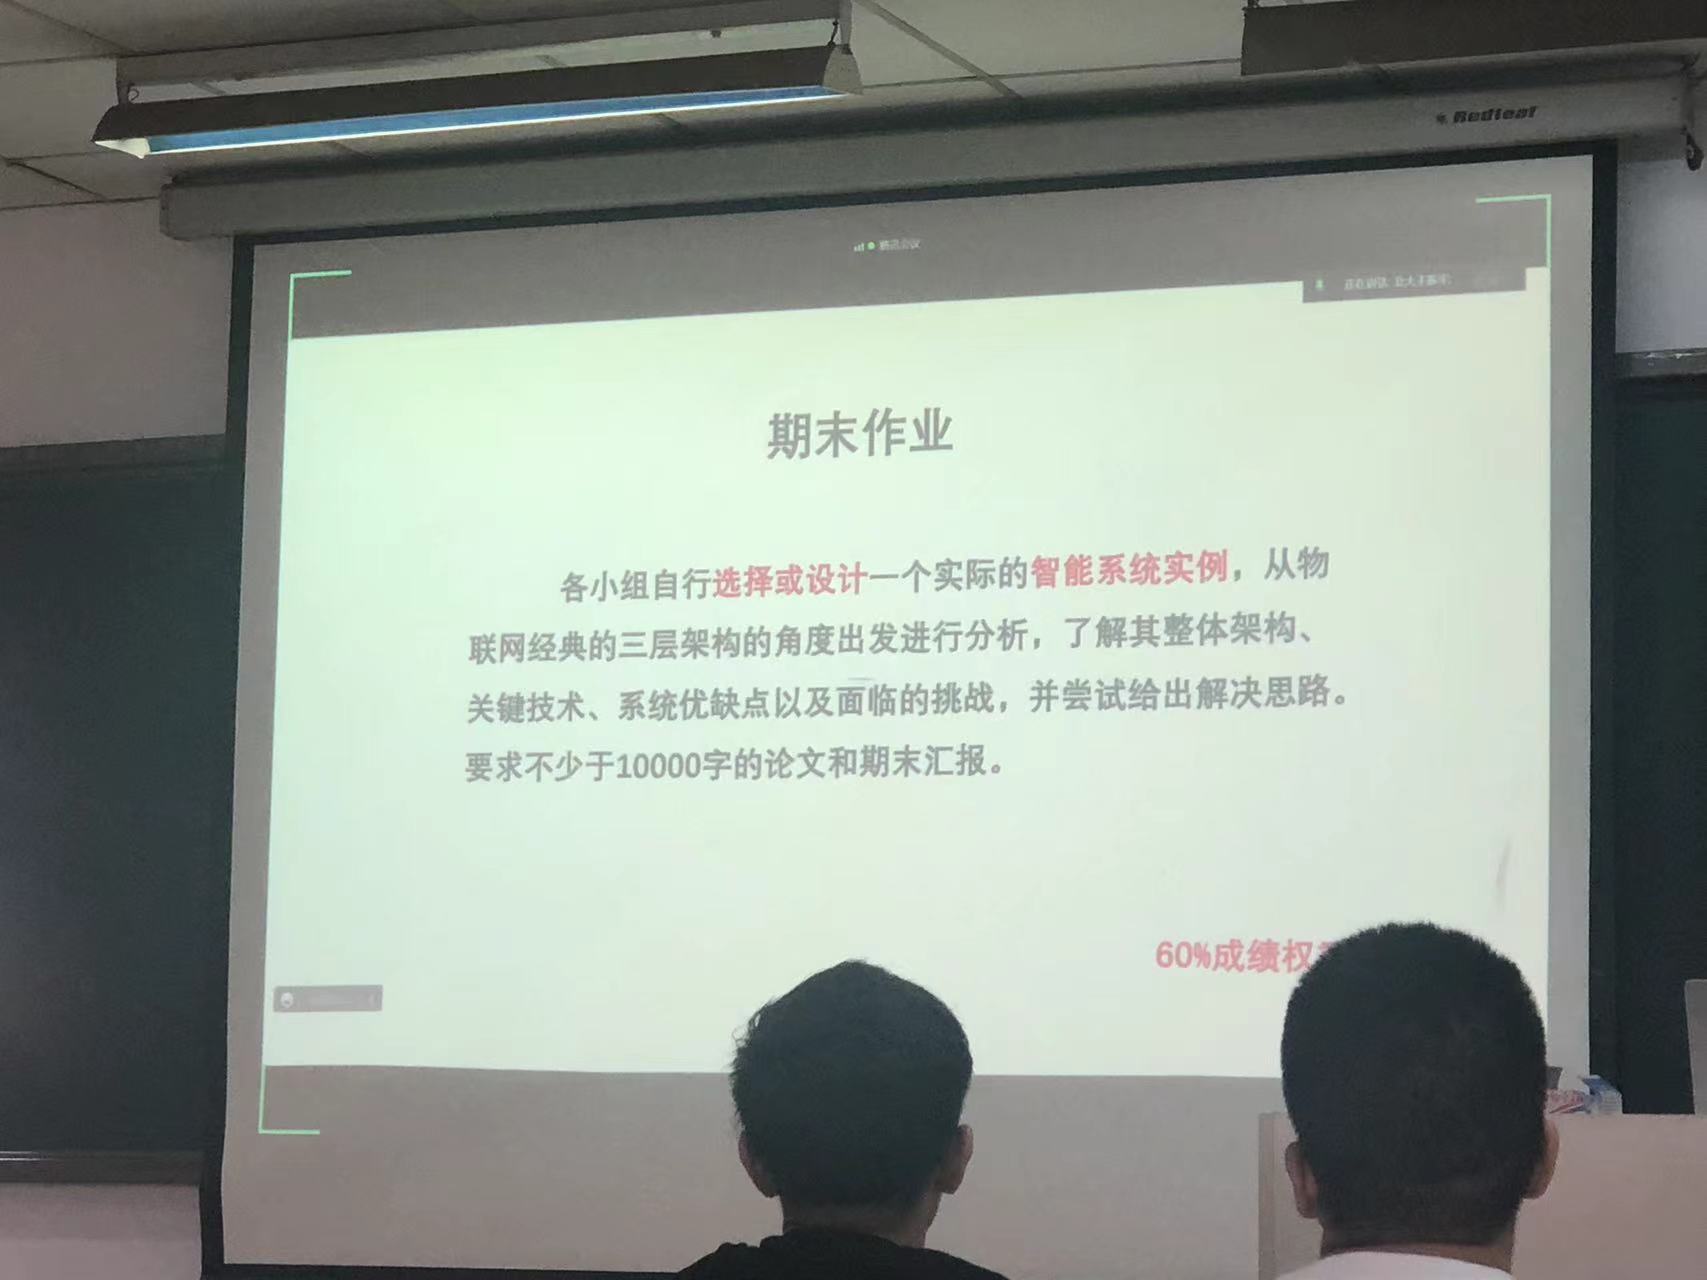 Redleaf
腾讯会议
正在讲话:
期末作业
各小组自行选择或设计一个实际的智能系统实例，从物
联网经典的三层架构的角度出发进行分析，了解其整体架构、
关键技术、系统优缺点以及面临的挑战，并尝试给出解决思路。
要求不少于10000字的论文和期末汇报。
60%成绩权